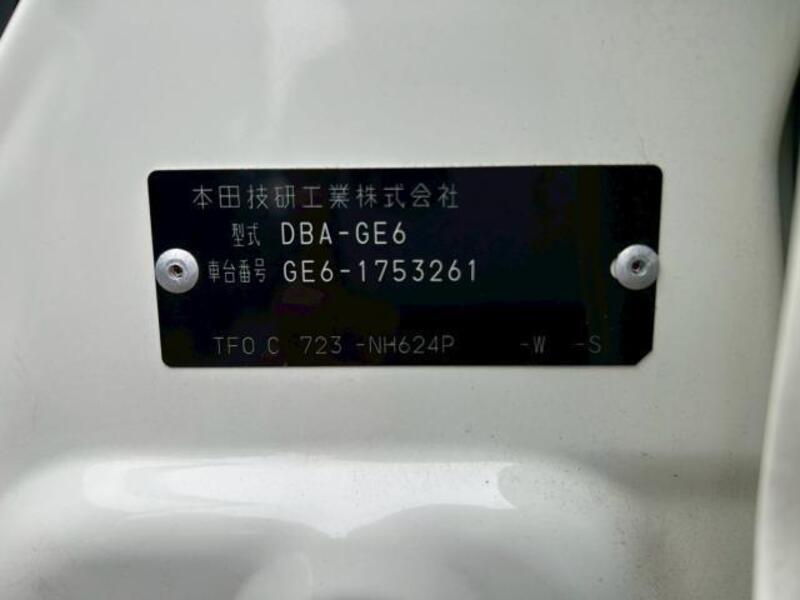 本田技研工業株式会社
型式 DBA-GE6
車台番号 GE6-1753261
TF0 C 723 -NH624P -W -S